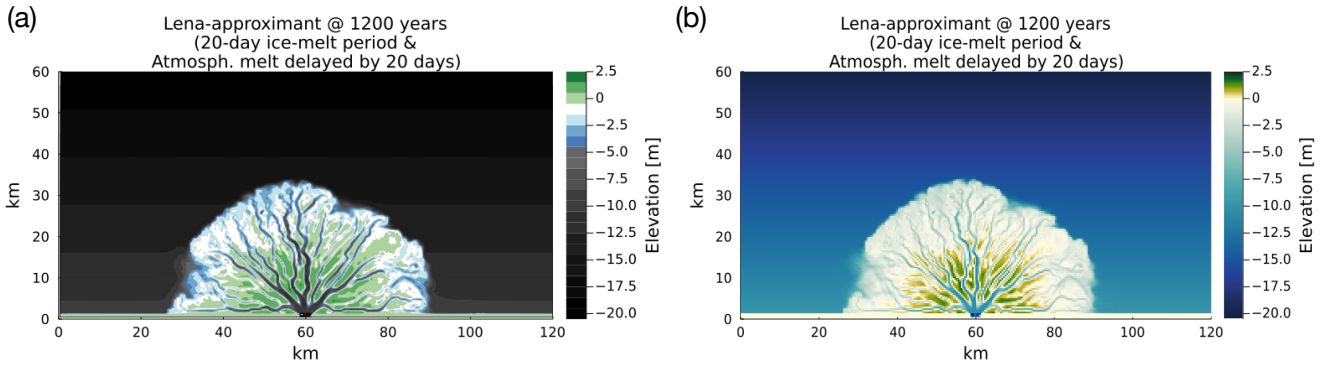 (a)
Lena-approximant @ 1200 years
(20-day ice-melt period &
Atmosph. melt delayed by 20 days)
60
50
40
30
20
10
0
km
0 20 40 60 80 100 120
km
2.5
0
−2.5
−5.0
−7.5
−10.0
−12.5
−15.0
−17.5
−20.0
Elevation [m]
(b)
Lena-approximant @ 1200 years
(20-day ice-melt period &
Atmosph. melt delayed by 20 days)
60
50
40
30
20
10
0
km
0 20 40 60 80 100 120
km
2.5
0
−2.5
−5.0
−7.5
−10.0
−12.5
−15.0
−17.5
−20.0
Elevation [m]